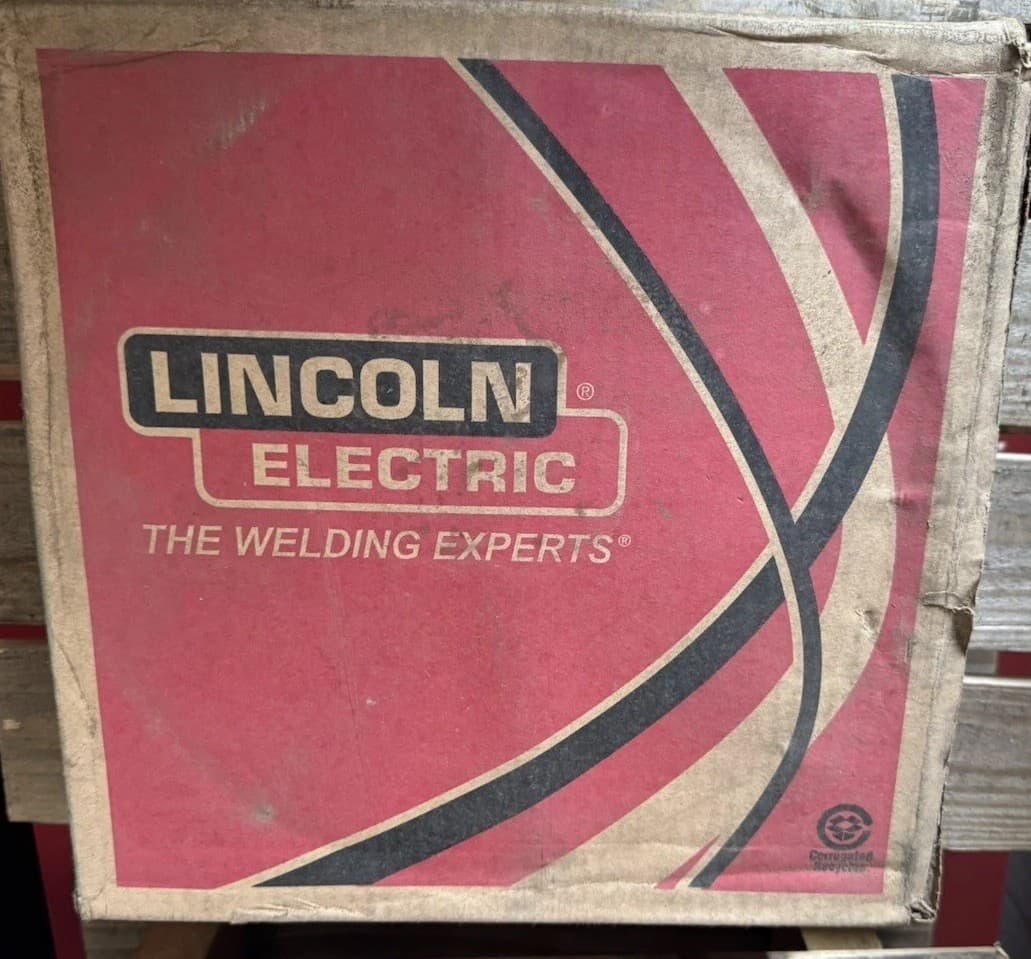 LINCOLN ®
ELECTRIC
THE WELDING EXPERTS®
Corrugated
Recycles